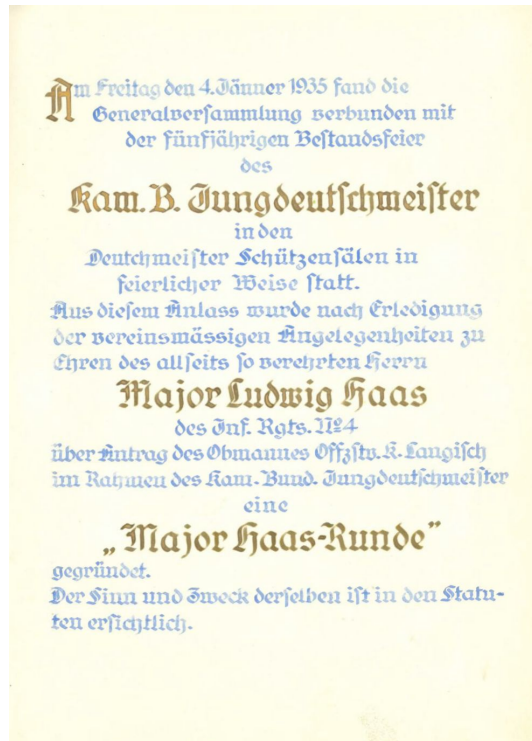 Am Freitag den 4. Jänner 1935 fand die
Generalversammlung verbunden mit
der fünfjährigen Bestandsfeier
des
Kam. B. Jungdeutschmeister
in den
Deutchmeister Schützensälen in
feierlicher Weise statt.
Aus diesem Anlass wurde nach Erledigung
der vereinsmässigen Angelegenheiten zu
Ehren des allseits so verehrten Herrn
Major Ludwig Haas
des Inf. Rgts. No4
über Antrag des Obmannes Offzstv. K. Langisch
im Rahmen des Kam. Bund. Jungdeutschmeister
eine
„Major Haas-Runde"
gegründet.
Der Sinn und Zweck derselben ist in den Statu-
ten ersichtlich.